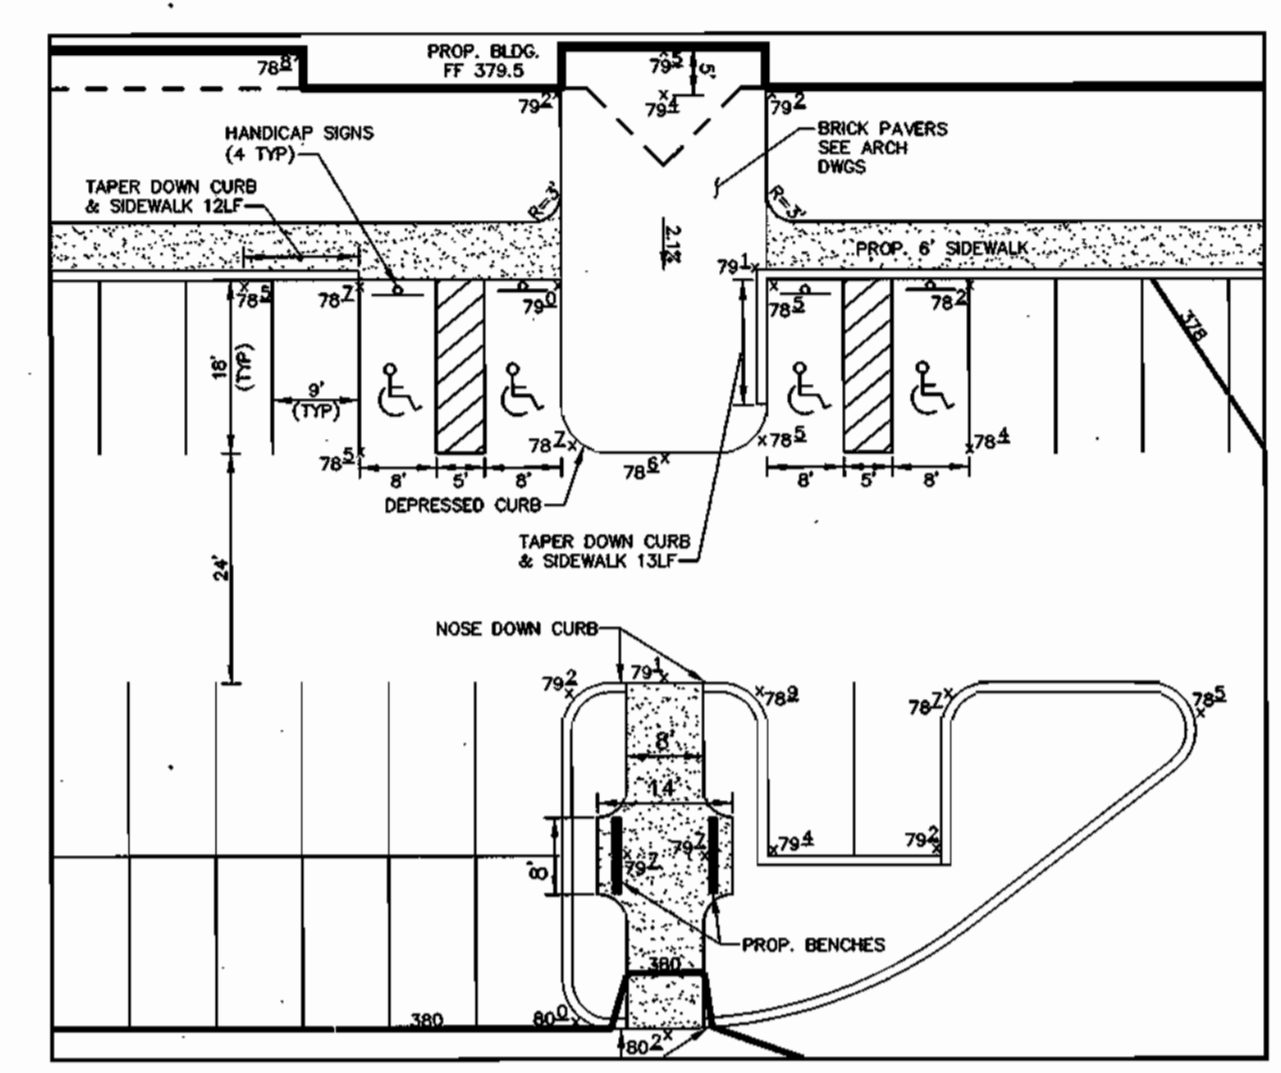 PROP. BLDG.
FF 379.5
78 8
79 5
5'
79 4
79 2
79 2
HANDICAP SIGNS
(4 TYP)
BRICK PAVERS
SEE ARCH
DWGS
TAPER DOWN CURB
& SIDEWALK 12LF
R=3'
R=3'
2.1%
PROP. 6' SIDEWALK
79 1
78 5
78 7
79 0
78 5
78 2
378
18'
(TYP)
9'
(TYP)
78 5
78 7
78 6
78 5
78 4
8'
5'
8'
8'
5'
8'
DEPRESSED CURB
TAPER DOWN CURB
& SIDEWALK 13LF
24'
NOSE DOWN CURB
79 2
79 1
78 9
78 7
78 5
8'
14'
8'
79 7
79 7
79 4
79 2
PROP. BENCHES
380
380
80 0
80 2